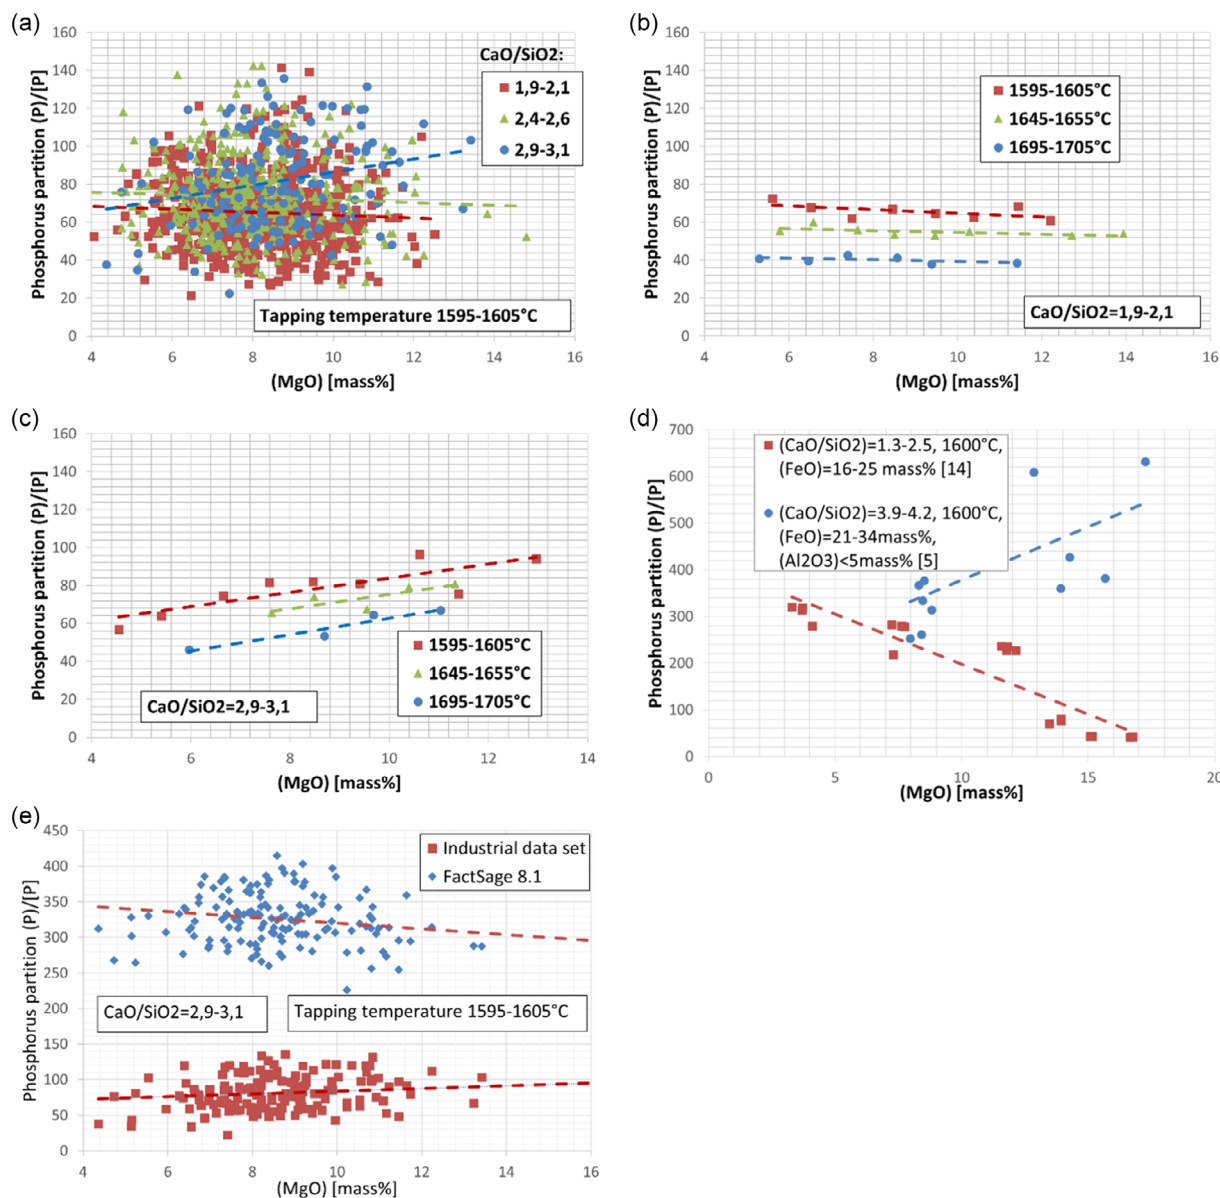 (a)
Phosphorus partition (P)/[P]
160
140
120
100
80
60
40
20
0
CaO/SiO2:
1,9-2,1
2,4-2,6
2,9-3,1
Tapping temperature 1595-1605°C
4 6 8 10 12 14 16
(MgO) [mass%]
(b)
Phosphorus partition (P)/[P]
160
140
120
100
80
60
40
20
0
1595-1605°C
1645-1655°C
1695-1705°C
CaO/SiO2=1,9-2,1
4 6 8 10 12 14 16
(MgO) [mass%]
(c)
Phosphorus partition (P)/[P]
160
140
120
100
80
60
40
20
0
1595-1605°C
1645-1655°C
1695-1705°C
CaO/SiO2=2,9-3,1
4 6 8 10 12 14
(MgO) [mass%]
(d)
Phosphorus partition (P)/[P]
700
600
500
400
300
200
100
0
(CaO/SiO2)=1.3-2.5, 1600°C,
(FeO)=16-25 mass% [14]
(CaO/SiO2)=3.9-4.2, 1600°C,
(FeO)=21-34mass%,
(Al2O3)<5mass% [5]
0 5 10 15 20
(MgO) [mass%]
(e)
Phosphorus partition (P)/[P]
450
400
350
300
250
200
150
100
50
0
Industrial data set
FactSage 8.1
CaO/SiO2=2,9-3,1
Tapping temperature 1595-1605°C
4 6 8 10 12 14 16
(MgO) [mass%]